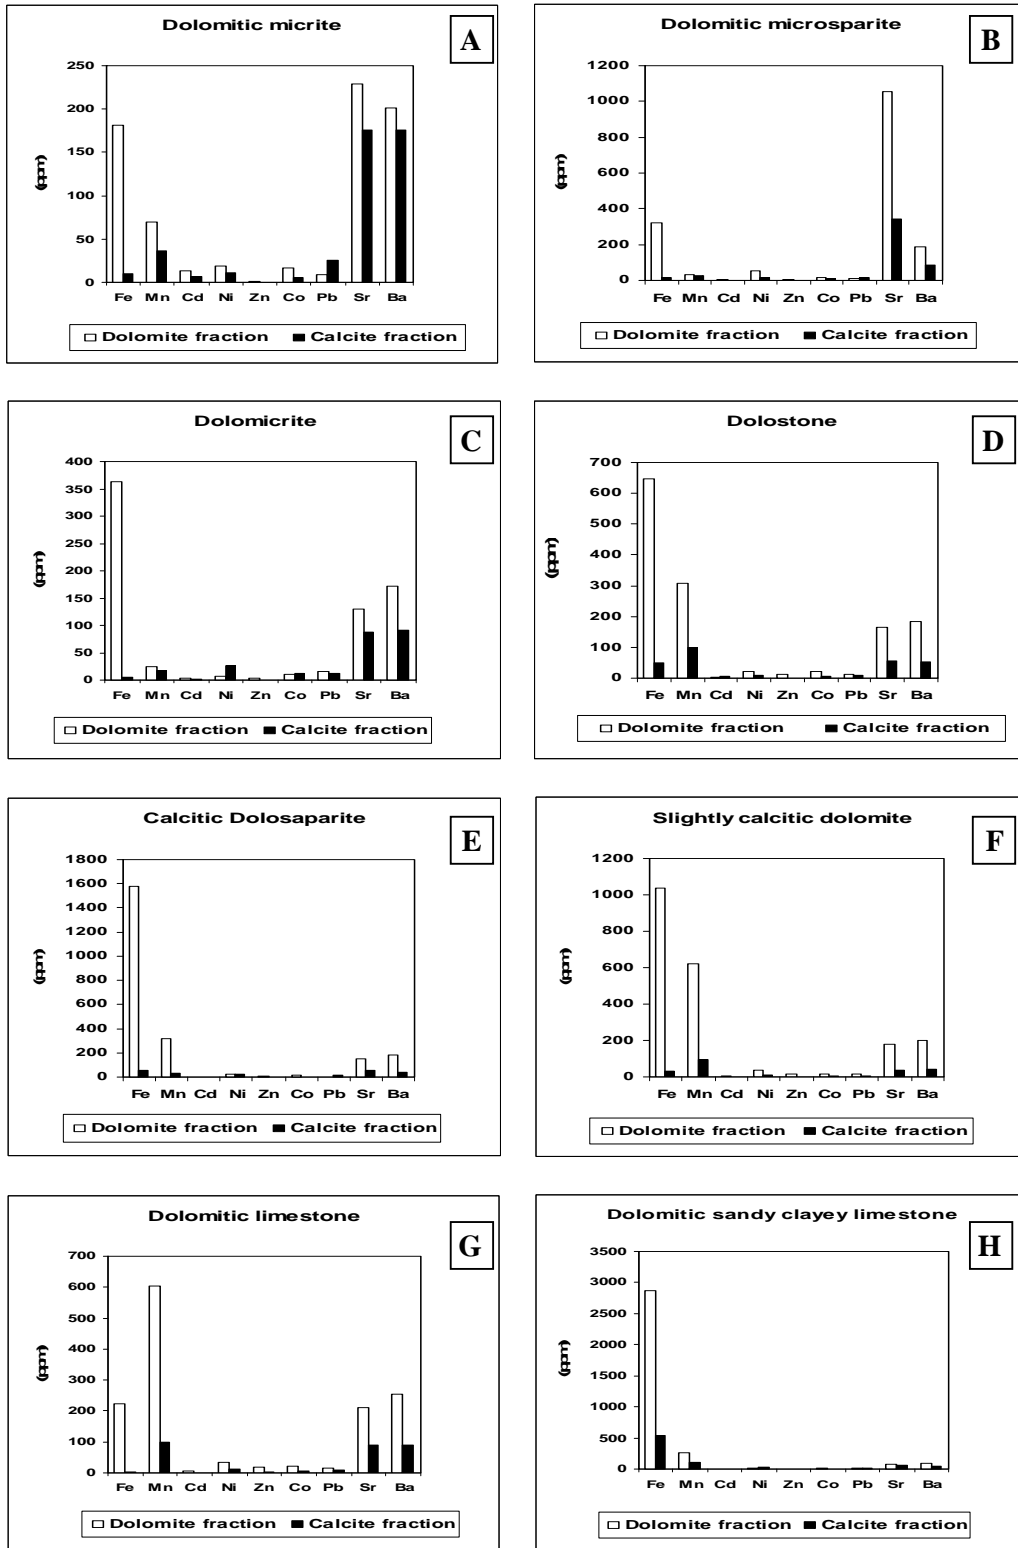 Dolomitic micrite
A
250
200
150
100
50
0
(ppm)
Fe Mn Cd Ni Zn Co Pb Sr Ba
Dolomite fraction Calcite fraction
Dolomitic microsparite
B
1200
1000
800
600
400
200
0
(ppm)
Fe Mn Cd Ni Zn Co Pb Sr Ba
Dolomite fraction Calcite fraction
Dolomicrite
C
400
350
300
250
200
150
100
50
0
(ppm)
Fe Mn Cd Ni Zn Co Pb Sr Ba
Dolomite fraction Calcite fraction
Dolostone
D
700
600
500
400
300
200
100
0
(ppm)
Fe Mn Cd Ni Zn Co Pb Sr Ba
Dolomite fraction Calcite fraction
Calcitic Dolosaparite
E
1800
1600
1400
1200
1000
800
600
400
200
0
(ppm)
Fe Mn Cd Ni Zn Co Pb Sr Ba
Dolomite fraction Calcite fraction
Slightly calcitic dolomite
F
1200
1000
800
600
400
200
0
(ppm)
Fe Mn Cd Ni Zn Co Pb Sr Ba
Dolomite fraction Calcite fraction
Dolomitic limestone
G
700
600
500
400
300
200
100
0
(ppm)
Fe Mn Cd Ni Zn Co Pb Sr Ba
Dolomite fraction Calcite fraction
Dolomitic sandy clayey limestone
H
3500
3000
2500
2000
1500
1000
500
0
(ppm)
Fe Mn Cd Ni Zn Co Pb Sr Ba
Dolomite fraction Calcite fraction